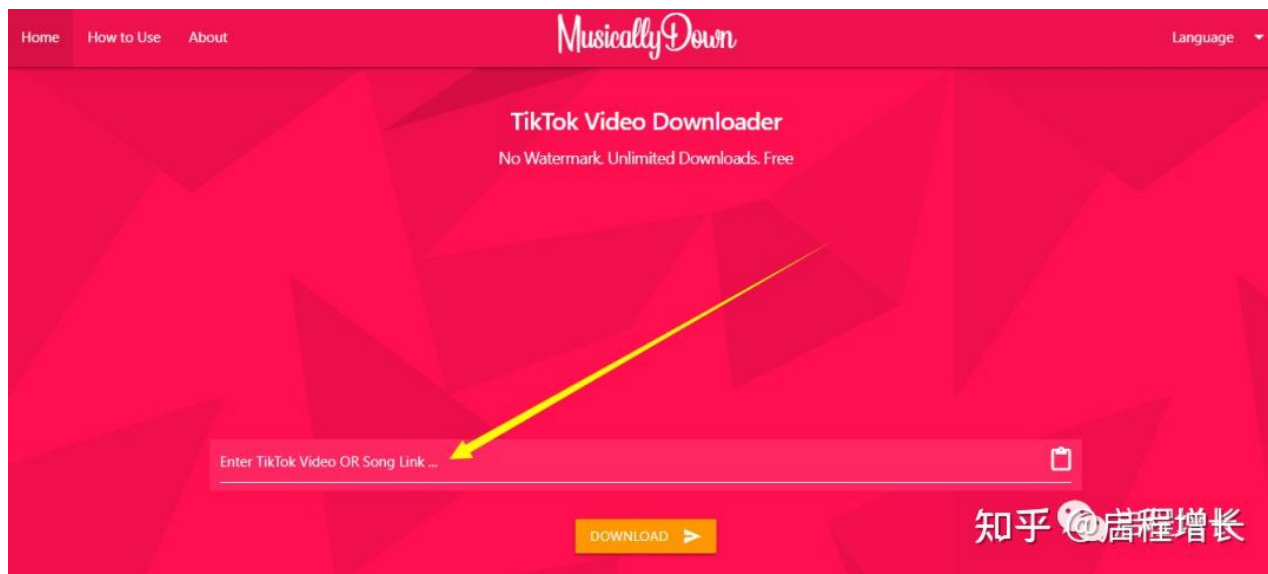 Home How to Use About MusicallyDown Language
TikTok Video Downloader
No Watermark. Unlimited Downloads. Free
Enter TikTok Video OR Song Link ...
DOWNLOAD
知乎 @启程增长